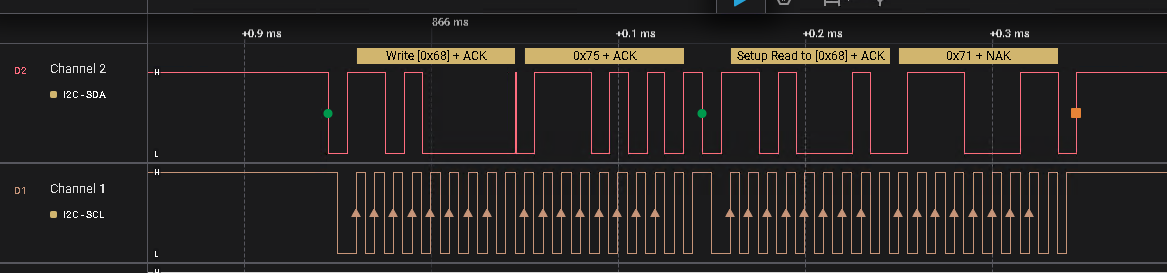 866 ms
+0.9 ms +0.1 ms +0.2 ms +0.3 ms
Write [0x68] + ACK 0x75 + ACK Setup Read to [0x68] + ACK 0x71 + NAK
D2 Channel 2 H
I2C - SDA
L
D1 Channel 1 H
I2C - SCL
L
H